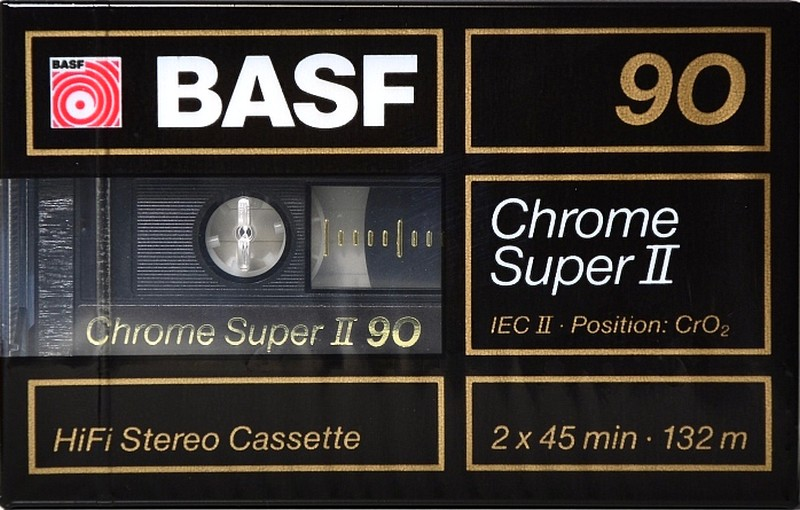 BASF
BASF
90
Chrome
Super II
IEC II · Position: CrO₂
Chrome Super II 90
HiFi Stereo Cassette
2 x 45 min · 132 m